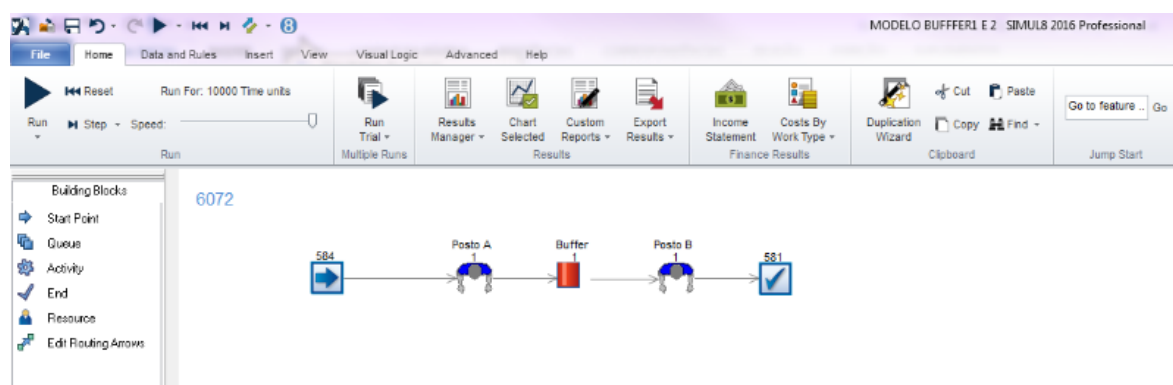 MODELO BUFFFER1 E 2 SIMUL8 2016 Professional
File Home Data and Rules Insert View Visual Logic Advanced Help
Run
Reset
Run For: 10000 Time units
Step
Speed:
Run
Run Trial
Multiple Runs
Results Manager
Chart Selected
Custom Reports
Export Results
Results
Income Statement
Costs By Work Type
Finance Results
Duplication Wizard
Cut
Paste
Copy
Find
Clipboard
Go to feature ..
Go
Jump Start
Building Blocks
Start Point
Queue
Activity
End
Resource
Edit Routing Arrows
6072
584
Posto A
1
Buffer
1
Posto B
1
581